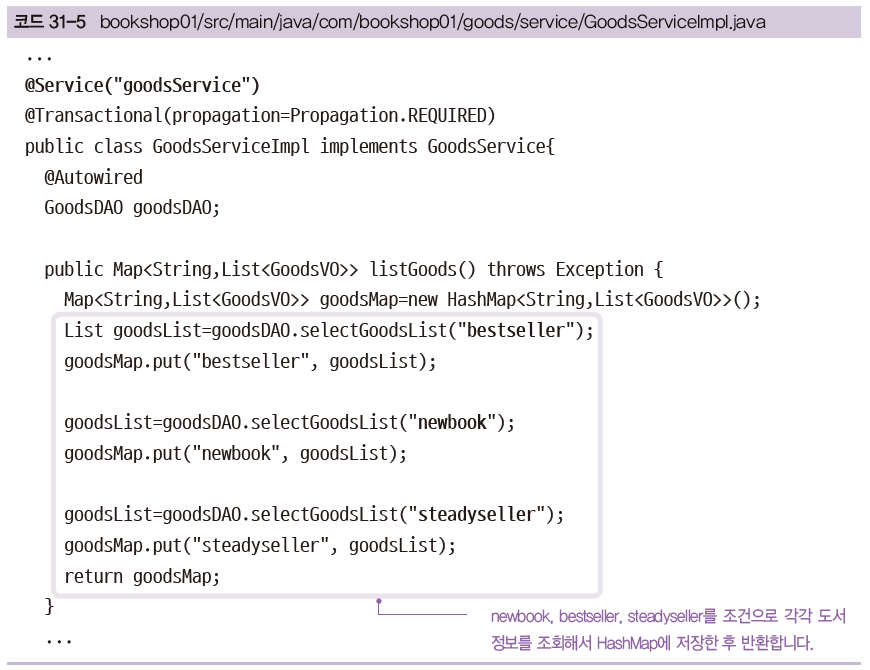 코드 31-5 bookshop01/src/main/java/com/bookshop01/goods/service/GoodsServiceImpl.java
...
@Service("goodsService")
@Transactional(propagation=Propagation.REQUIRED)
public class GoodsServiceImpl implements GoodsService{
@Autowired
GoodsDAO goodsDAO;
public Map<String,List<GoodsVO>> listGoods() throws Exception {
Map<String,List<GoodsVO>> goodsMap=new HashMap<String,List<GoodsVO>>();
List goodsList=goodsDAO.selectGoodsList("bestseller");
goodsMap.put("bestseller", goodsList);
goodsList=goodsDAO.selectGoodsList("newbook");
goodsMap.put("newbook", goodsList);
goodsList=goodsDAO.selectGoodsList("steadyseller");
goodsMap.put("steadyseller", goodsList);
return goodsMap;
}
newbook, bestseller, steadyseller를 조건으로 각각 도서
정보를 조회해서 HashMap에 저장한 후 반환합니다.
...